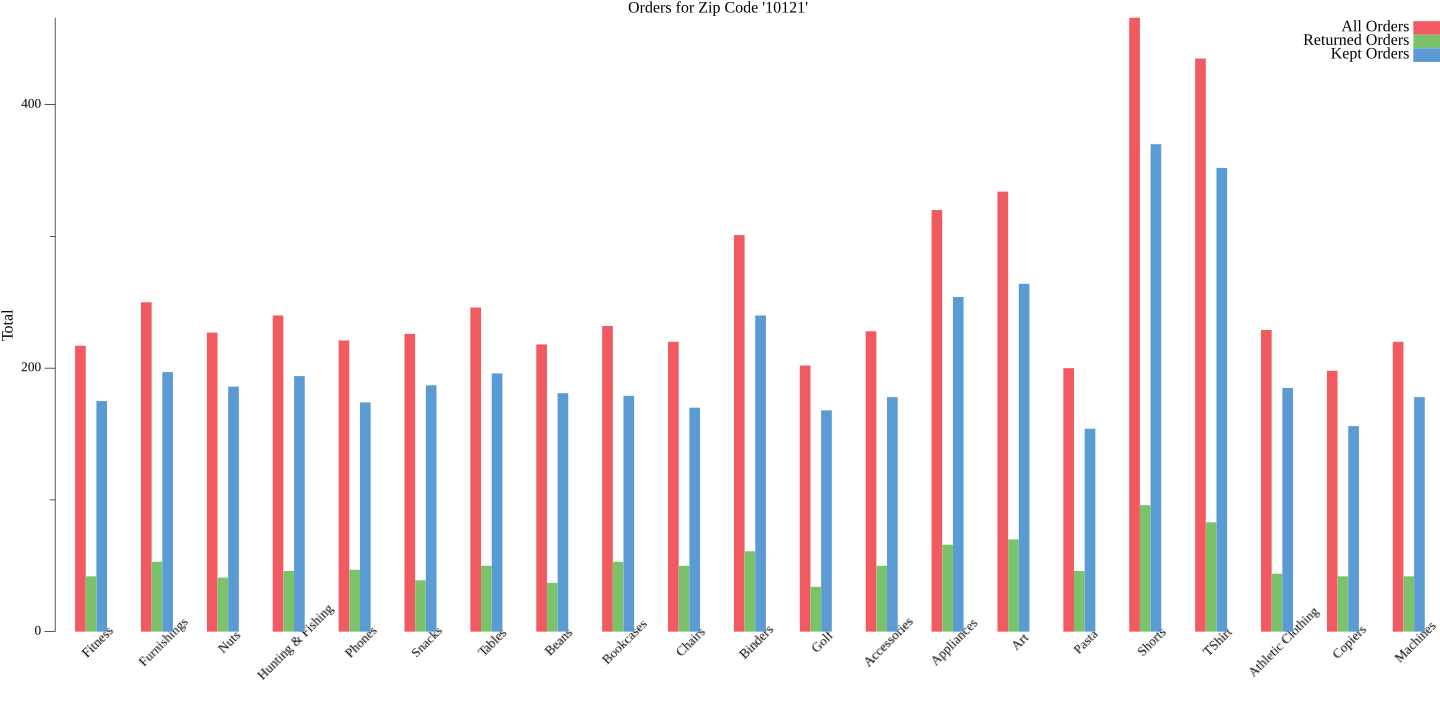 Orders for Zip Code '10121'
All Orders
Returned Orders
Kept Orders
Total
400
200
0
Fitness
Furnishings
Nuts
Hunting & Fishing
Phones
Snacks
Tables
Beans
Bookcases
Chairs
Binders
Golf
Accessories
Appliances
Art
Pasta
Shorts
TShirt
Athletic Clothing
Copiers
Machines